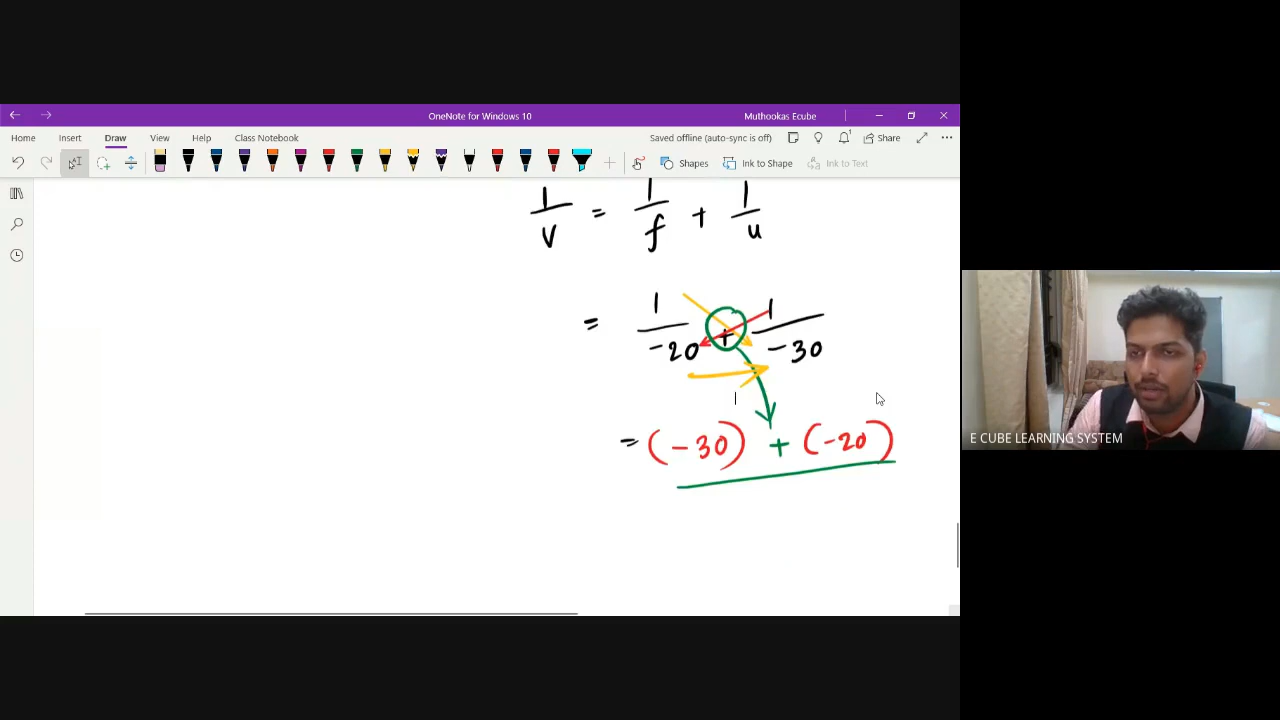 OneNote for Windows 10
Muthookas Ecube
Home Insert Draw View Help Class Notebook Saved offline (auto-sync is off) Share
Shapes Ink to Shape Ink to Text
1/v = 1/f + 1/u
= 1/-20 + 1/-30
= (-30) + (-20)
E CUBE LEARNING SYSTEM